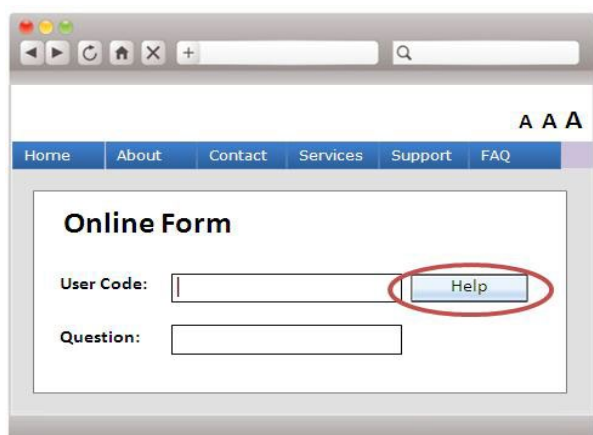 A A A
Home About Contact Services Support FAQ
Online Form
User Code: Help
Question: